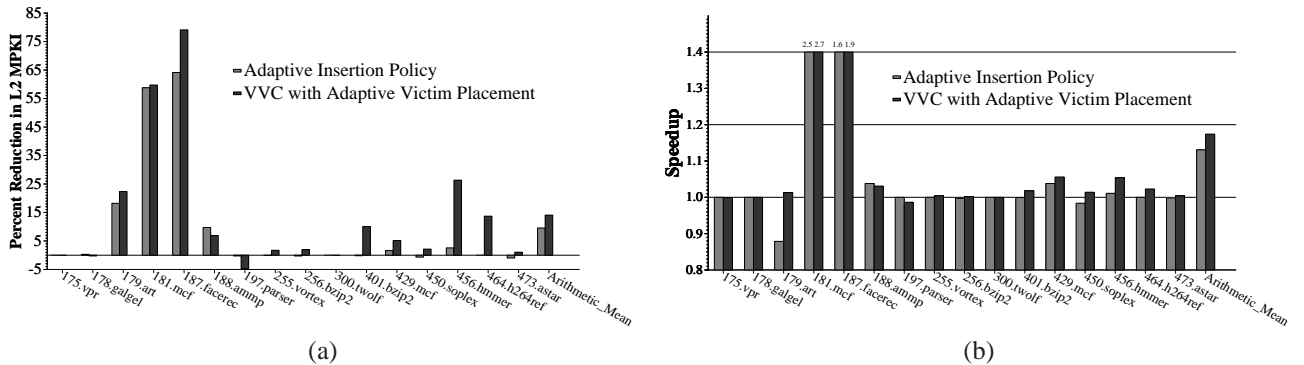 85
75
65
55
45
35
25
15
5
-5
Percent Reduction in L2 MPKI
Adaptive Insertion Policy
VVC with Adaptive Victim Placement
175.vpr
178.galgel
179.art
181.mcf
187.facerec
188.ammp
197.parser
255.vortex
256.bzip2
300.twolf
401.bzip2
429.mcf
450.soplex
456.hmmer
464.h264ref
473.astar
Arithmetic_Mean
(a)
1.4
1.2
1.0
0.9
0.8
Speedup
2.5 2.7
1.6 1.9
Adaptive Insertion Policy
VVC with Adaptive Victim Placement
175.vpr
178.galgel
179.art
181.mcf
187.facerec
188.ammp
197.parser
255.vortex
256.bzip2
300.twolf
401.bzip2
429.mcf
450.soplex
456.hmmer
464.h264ref
473.astar
Arithmetic_Mean
(b)